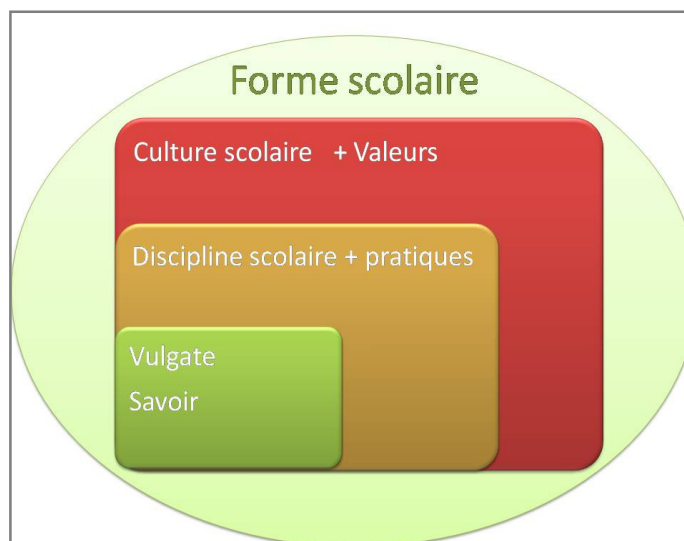 Forme scolaire
Culture scolaire + Valeurs
Discipline scolaire + pratiques
Vulgate
Savoir